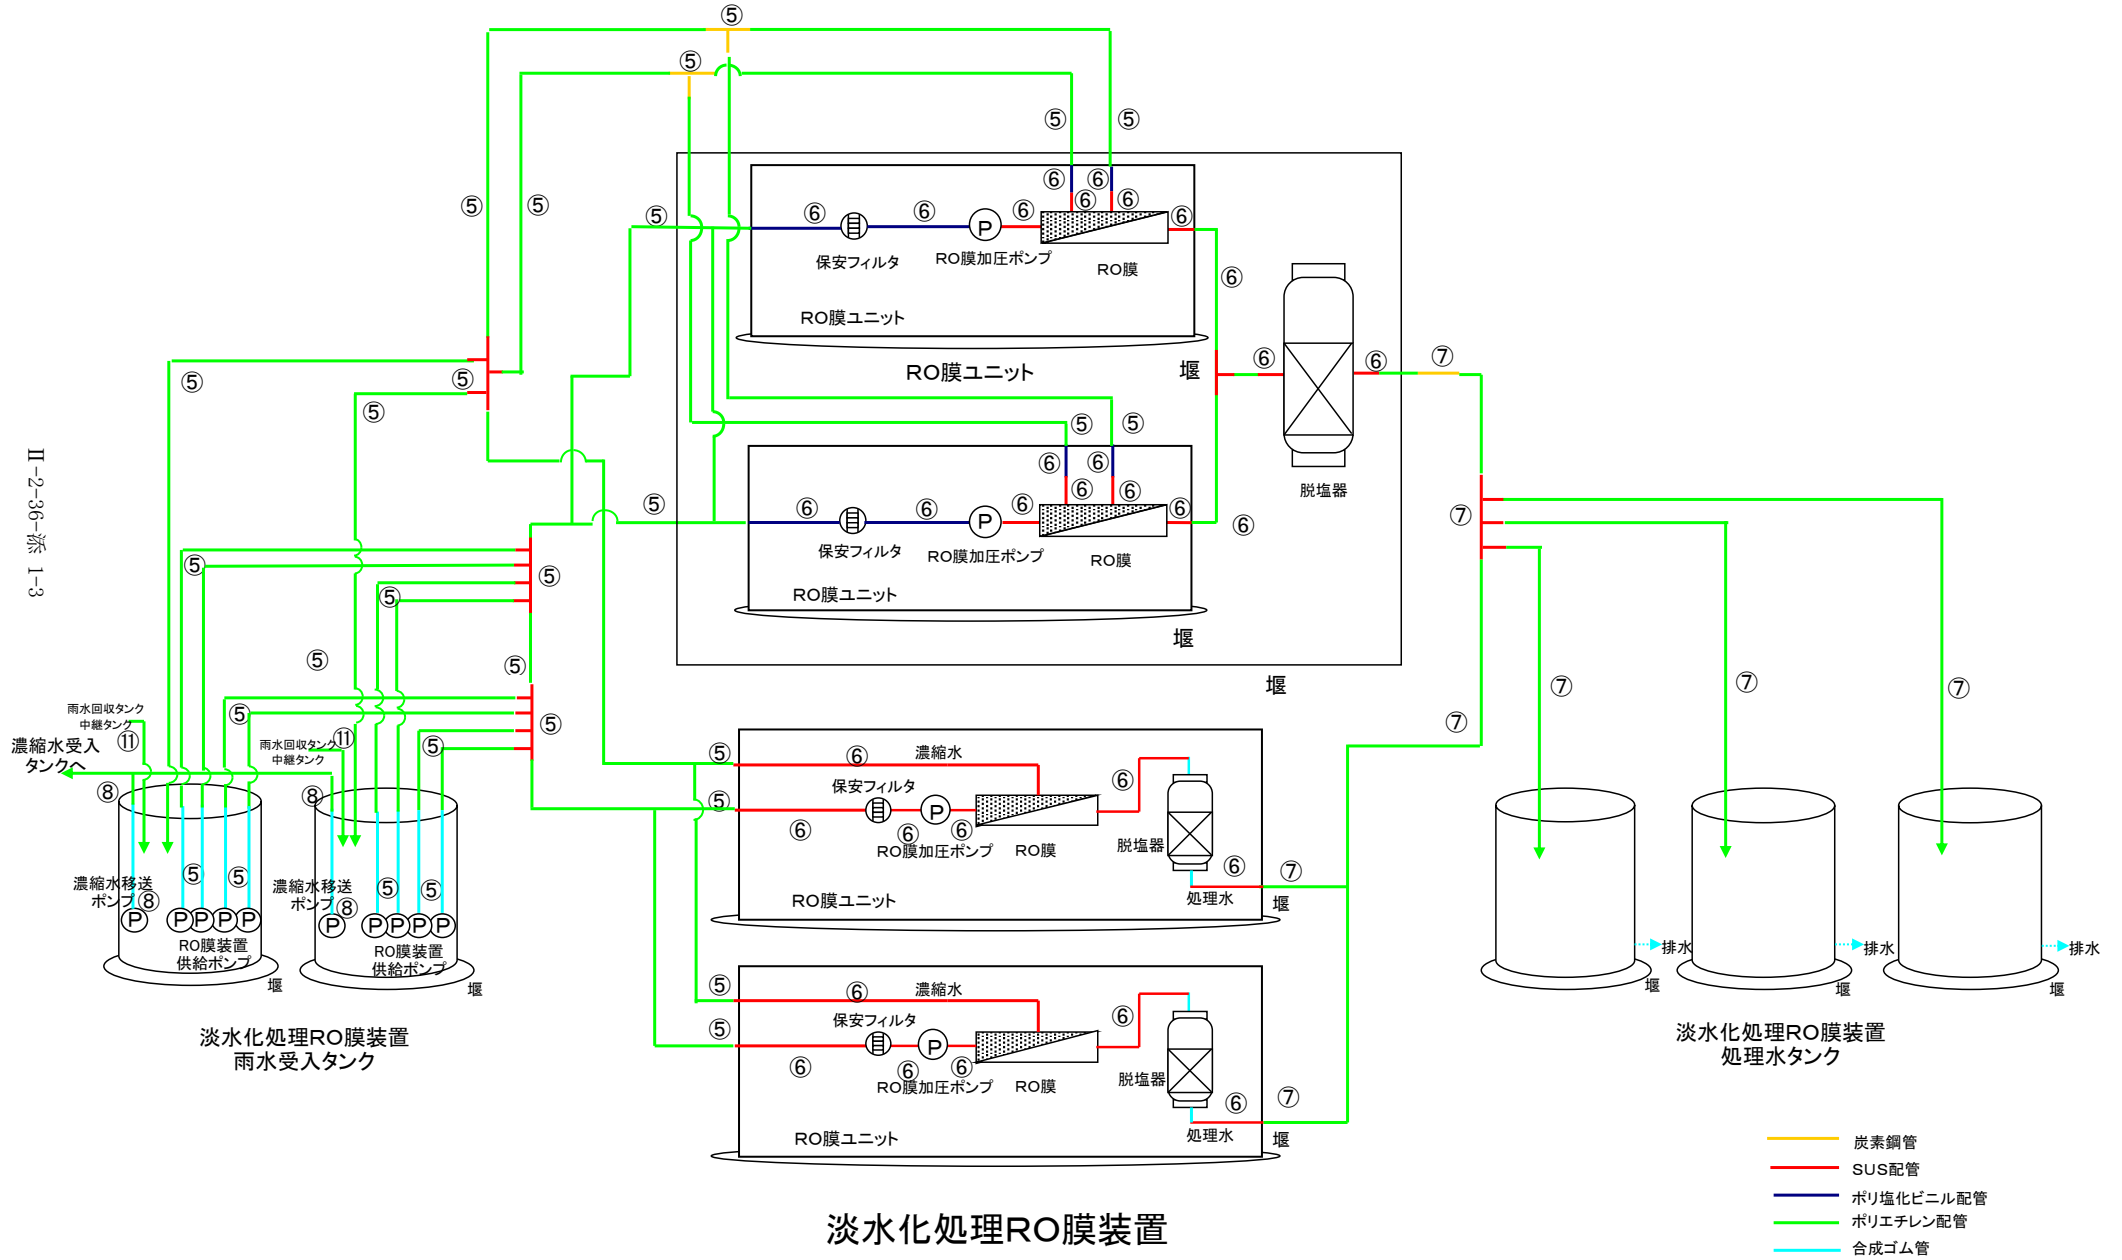 ⑤
⑤
⑤ ⑤
⑤ ⑤
⑤ ⑥ ⑥ P ⑥ ⑥ ⑥ ⑥ ⑥ ⑥
保安フィルタ RO膜加圧ポンプ RO膜
RO膜ユニット
⑥
RO膜ユニット 堰
⑥ ⑥ ⑦
⑤ ⑤ ⑤
⑤ ⑤
⑤ ⑥ ⑥ P ⑥ ⑥ ⑥ ⑥ ⑥ ⑥ ⑥
脱塩器
⑦
保安フィルタ RO膜加圧ポンプ RO膜
RO膜ユニット
堰
堰
Ⅱ-2-36-添 1-3
⑤ ⑤ ⑤
⑤ ⑤
⑤ ⑤ ⑤
雨水回収タンク
中継タンク
⑪
濃縮水受入
タンクへ
雨水回収タンク
中継タンク
⑪
⑧ ⑧
濃縮水移送
ポンプ
⑧
⑤ ⑤
P P P P P
RO膜装置
供給ポンプ
堰
濃縮水移送
ポンプ
⑧
⑤ ⑤
P P P P P
RO膜装置
供給ポンプ
堰
淡水化処理RO膜装置
雨水受入タンク
⑤ ⑥ 濃縮水 ⑥
保安フィルタ
⑤ ⑥ ⑥ P ⑥
RO膜加圧ポンプ RO膜 脱塩器
⑥ ⑦
RO膜ユニット 処理水 堰
⑤ ⑥ 濃縮水 ⑥
保安フィルタ
⑤ ⑥ ⑥ P ⑥
RO膜加圧ポンプ RO膜 脱塩器
⑥ ⑦
RO膜ユニット 処理水 堰
⑦ ⑦ ⑦ ⑦
排水 排水 排水
堰 堰 堰
淡水化処理RO膜装置
処理水タンク
炭素鋼管
SUS配管
ポリ塩化ビニル配管
ポリエチレン配管
合成ゴム管
淡水化処理RO膜装置